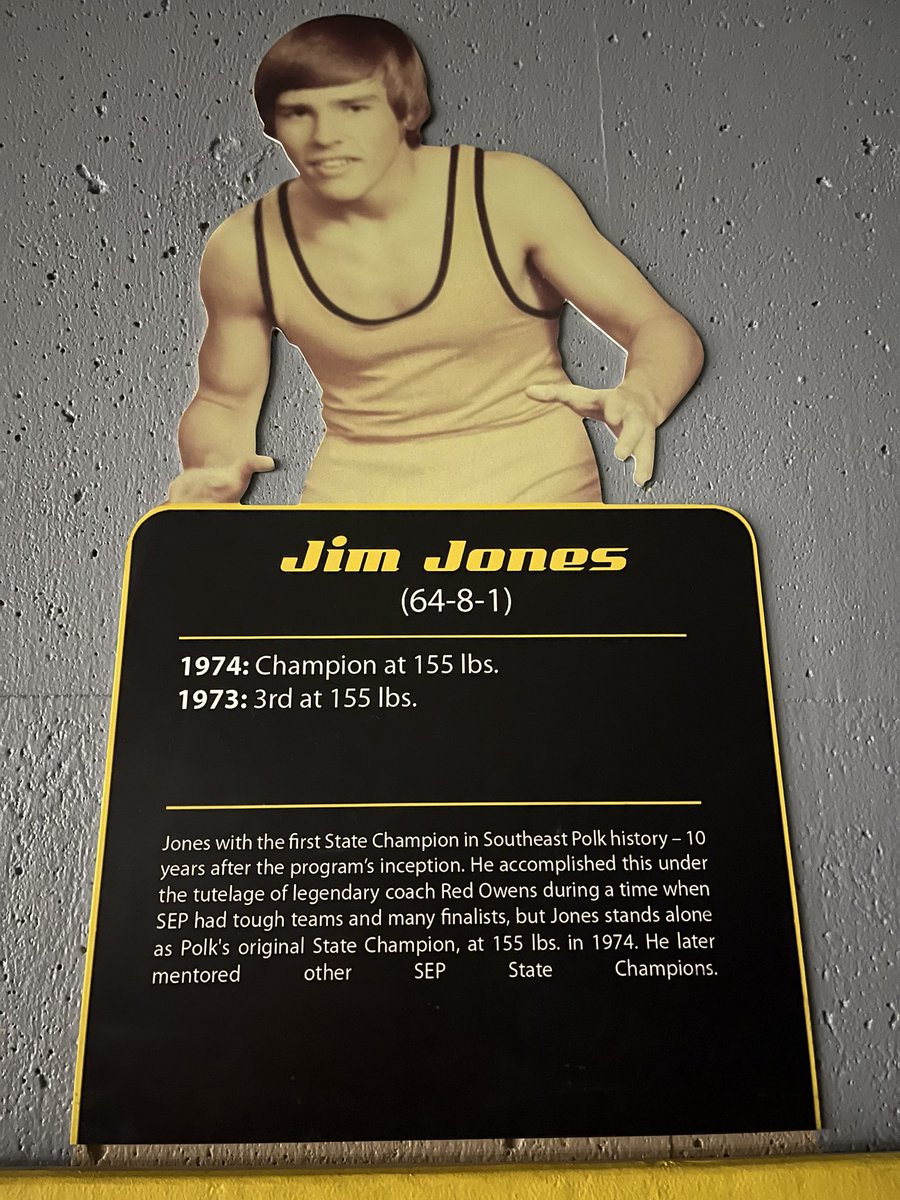 Jim Jones
(64-8-1)
1974: Champion at 155 lbs.
1973: 3rd at 155 lbs.
Jones with the first State Champion in Southeast Polk history – 10
years after the program's inception. He accomplished this under
the tutelage of legendary coach Red Owens during a time when
SEP had tough teams and many finalists, but Jones stands alone
as Polk's original State Champion, at 155 lbs. in 1974. He later
mentored other SEP State Champions.